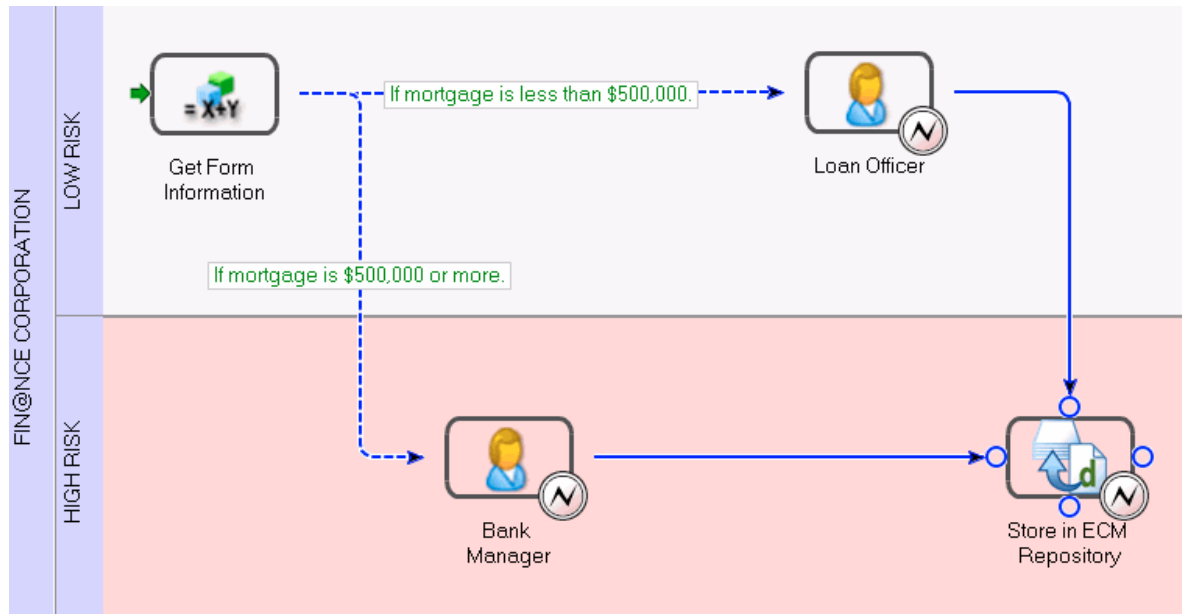 FIN@NCE CORPORATION
LOW RISK
= X+Y
Get Form
Information
If mortgage is less than $500,000.
Loan Officer
If mortgage is $500,000 or more.
HIGH RISK
Bank
Manager
d
Store in ECM
Repository